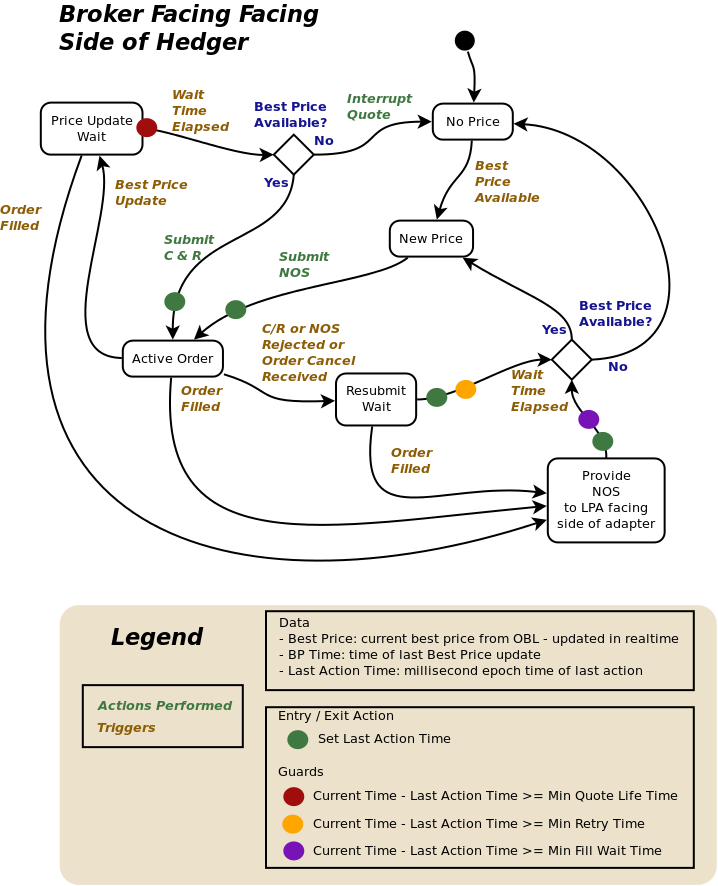 Broker Facing Facing
Side of Hedger
Wait
Time
Elapsed
Best Price
Available?
Interrupt
Quote
No
Yes
Price Update
Wait
No Price
Best Price
Update
Order
Filled
Best
Price
Available
New Price
Submit
C & R
Submit
NOS
Active Order
C/R or NOS
Rejected or
Order Cancel
Received
Best Price
Available?
Yes
No
Order
Filled
Resubmit
Wait
Wait
Time
Elapsed
Order
Filled
Provide
NOS
to LPA facing
side of adapter
Legend
Actions Performed
Triggers
Data
- Best Price: current best price from OBL - updated in realtime
- BP Time: time of last Best Price update
- Last Action Time: millisecond epoch time of last action
Entry / Exit Action
Set Last Action Time
Guards
Current Time - Last Action Time >= Min Quote Life Time
Current Time - Last Action Time >= Min Retry Time
Current Time - Last Action Time >= Min Fill Wait Time